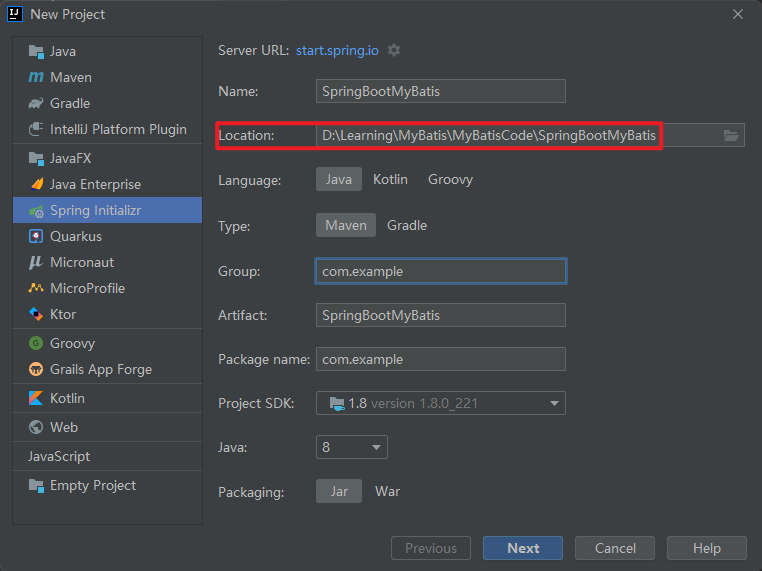 New Project
Java
Maven
Gradle
IntelliJ Platform Plugin
JavaFX
Java Enterprise
Spring Initializr
Quarkus
Micronaut
MicroProfile
Ktor
Groovy
Grails App Forge
Kotlin
Web
JavaScript
Empty Project
Server URL: start.spring.io
Name: SpringBootMyBatis
Location: D:\Learning\MyBatis\MyBatisCode\SpringBootMyBatis
Language: Java Kotlin Groovy
Type: Maven Gradle
Group: com.example
Artifact: SpringBootMyBatis
Package name: com.example
Project SDK: 1.8 version 1.8.0_221
Java: 8
Packaging: Jar War
Previous Next Cancel Help